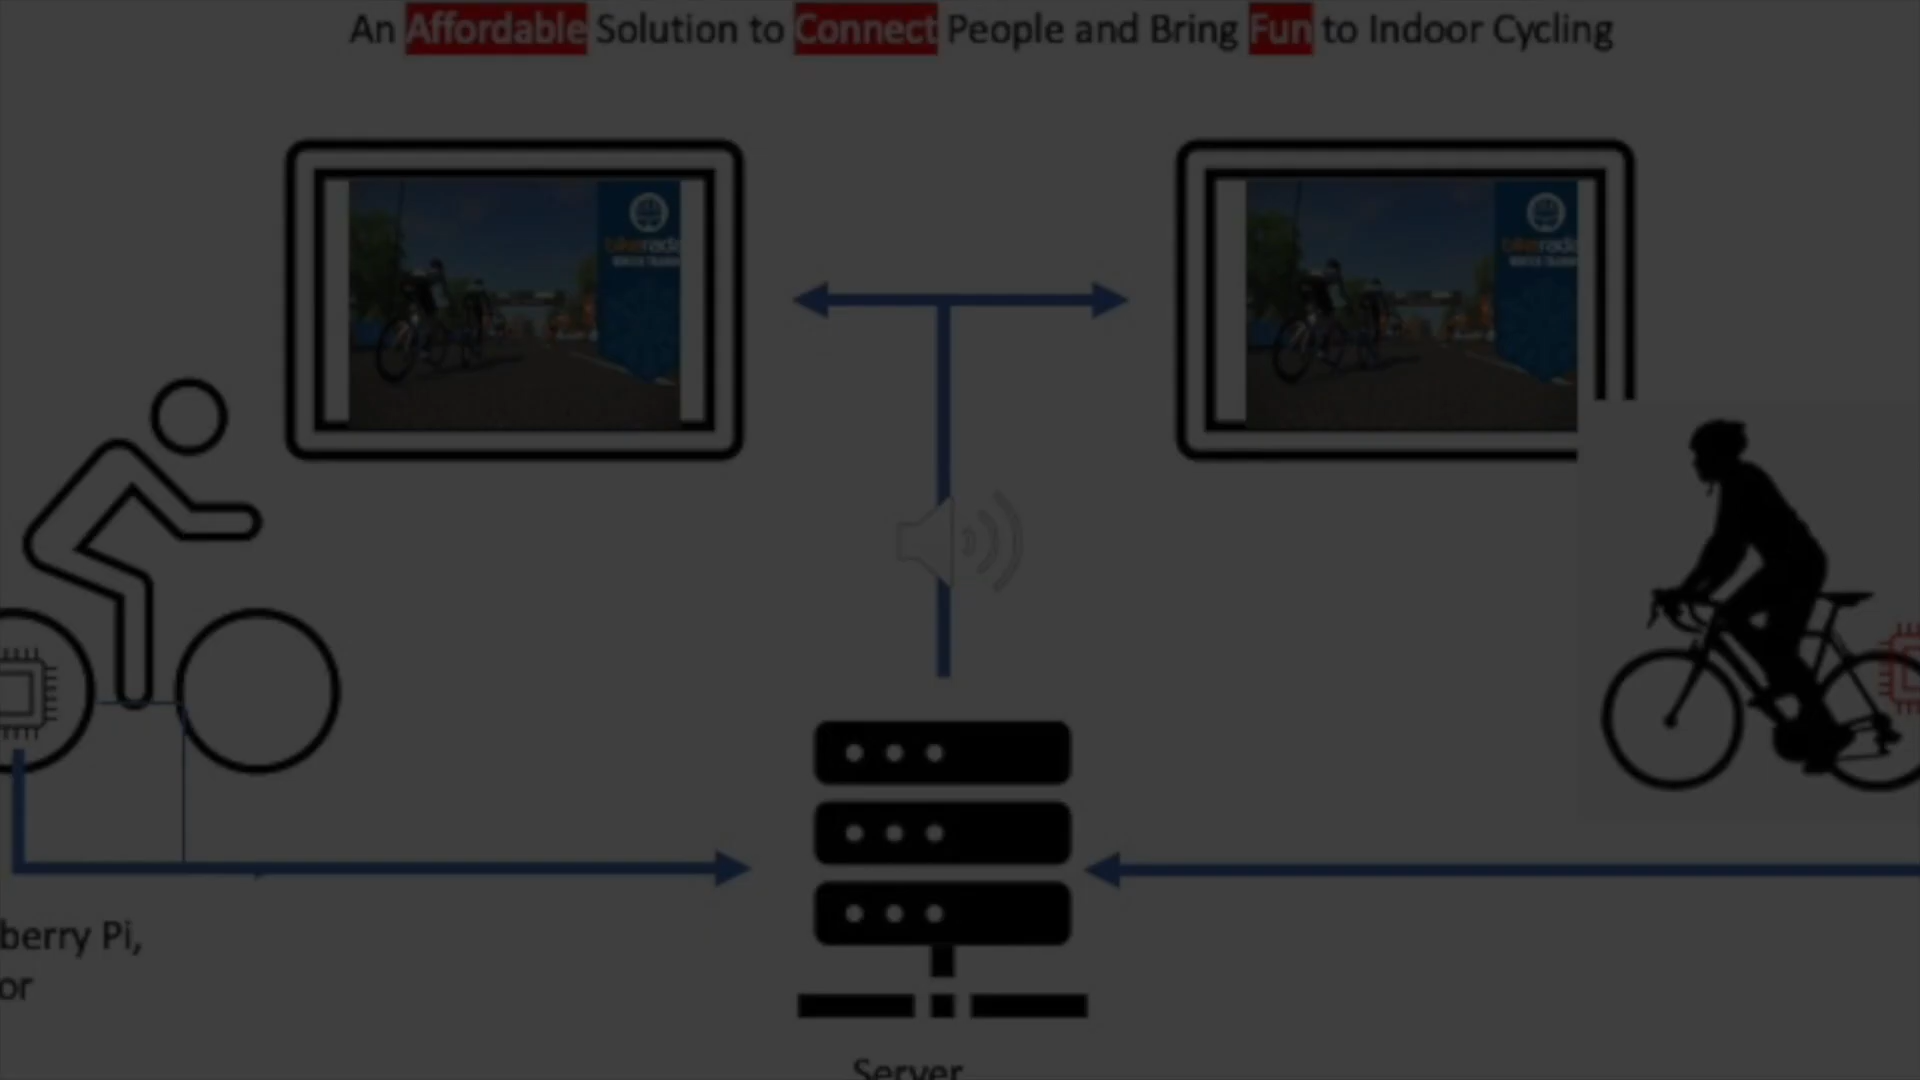 An Affordable Solution to Connect People and Bring Fun to Indoor Cycling
berry Pi,
or
Server